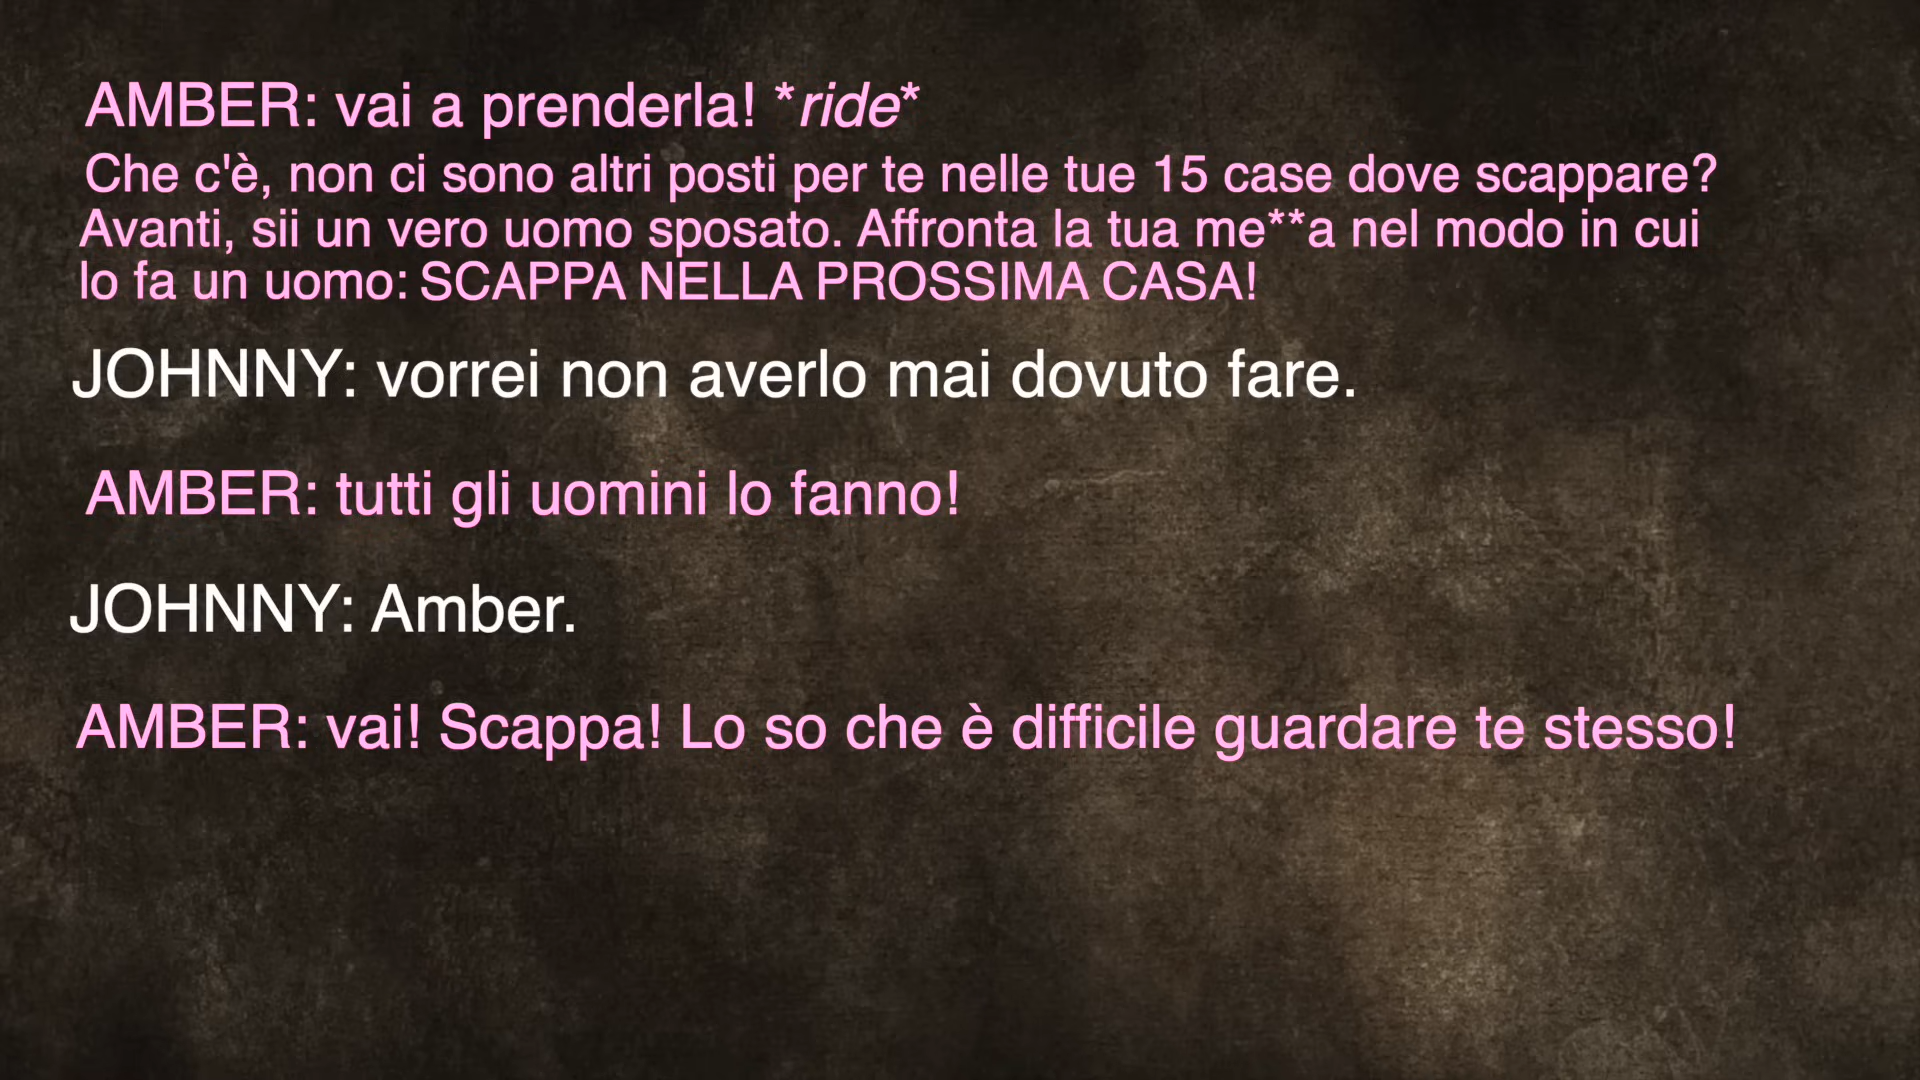 AMBER: vai a prenderla! *ride*
Che c'è, non ci sono altri posti per te nelle tue 15 case dove scappare?
Avanti, sii un vero uomo sposato. Affronta la tua me**a nel modo in cui
lo fa un uomo: SCAPPA NELLA PROSSIMA CASA!
JOHNNY: vorrei non averlo mai dovuto fare.
AMBER: tutti gli uomini lo fanno!
JOHNNY: Amber.
AMBER: vai! Scappa! Lo so che è difficile guardare te stesso!